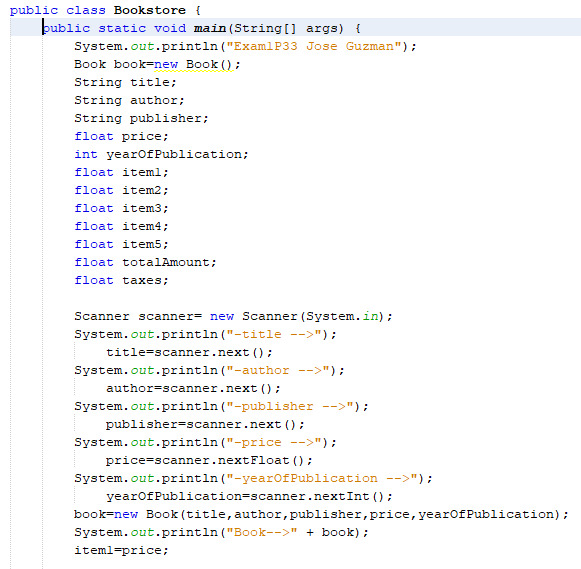 public class Bookstore {
public static void main(String[] args) {
System.out.println("Exam1P33 Jose Guzman");
Book book=new Book();
String title;
String author;
String publisher;
float price;
int yearOfPublication;
float item1;
float item2;
float item3;
float item4;
float item5;
float totalAmount;
float taxes;
Scanner scanner= new Scanner(System.in);
System.out.println("-title -->");
title=scanner.next();
System.out.println("-author -->");
author=scanner.next();
System.out.println("-publisher -->");
publisher=scanner.next();
System.out.println("-price -->");
price=scanner.nextFloat();
System.out.println("-yearOfPublication -->");
yearOfPublication=scanner.nextInt();
book=new Book(title,author,publisher,price,yearOfPublication);
System.out.println("Book-->" + book);
item1=price;